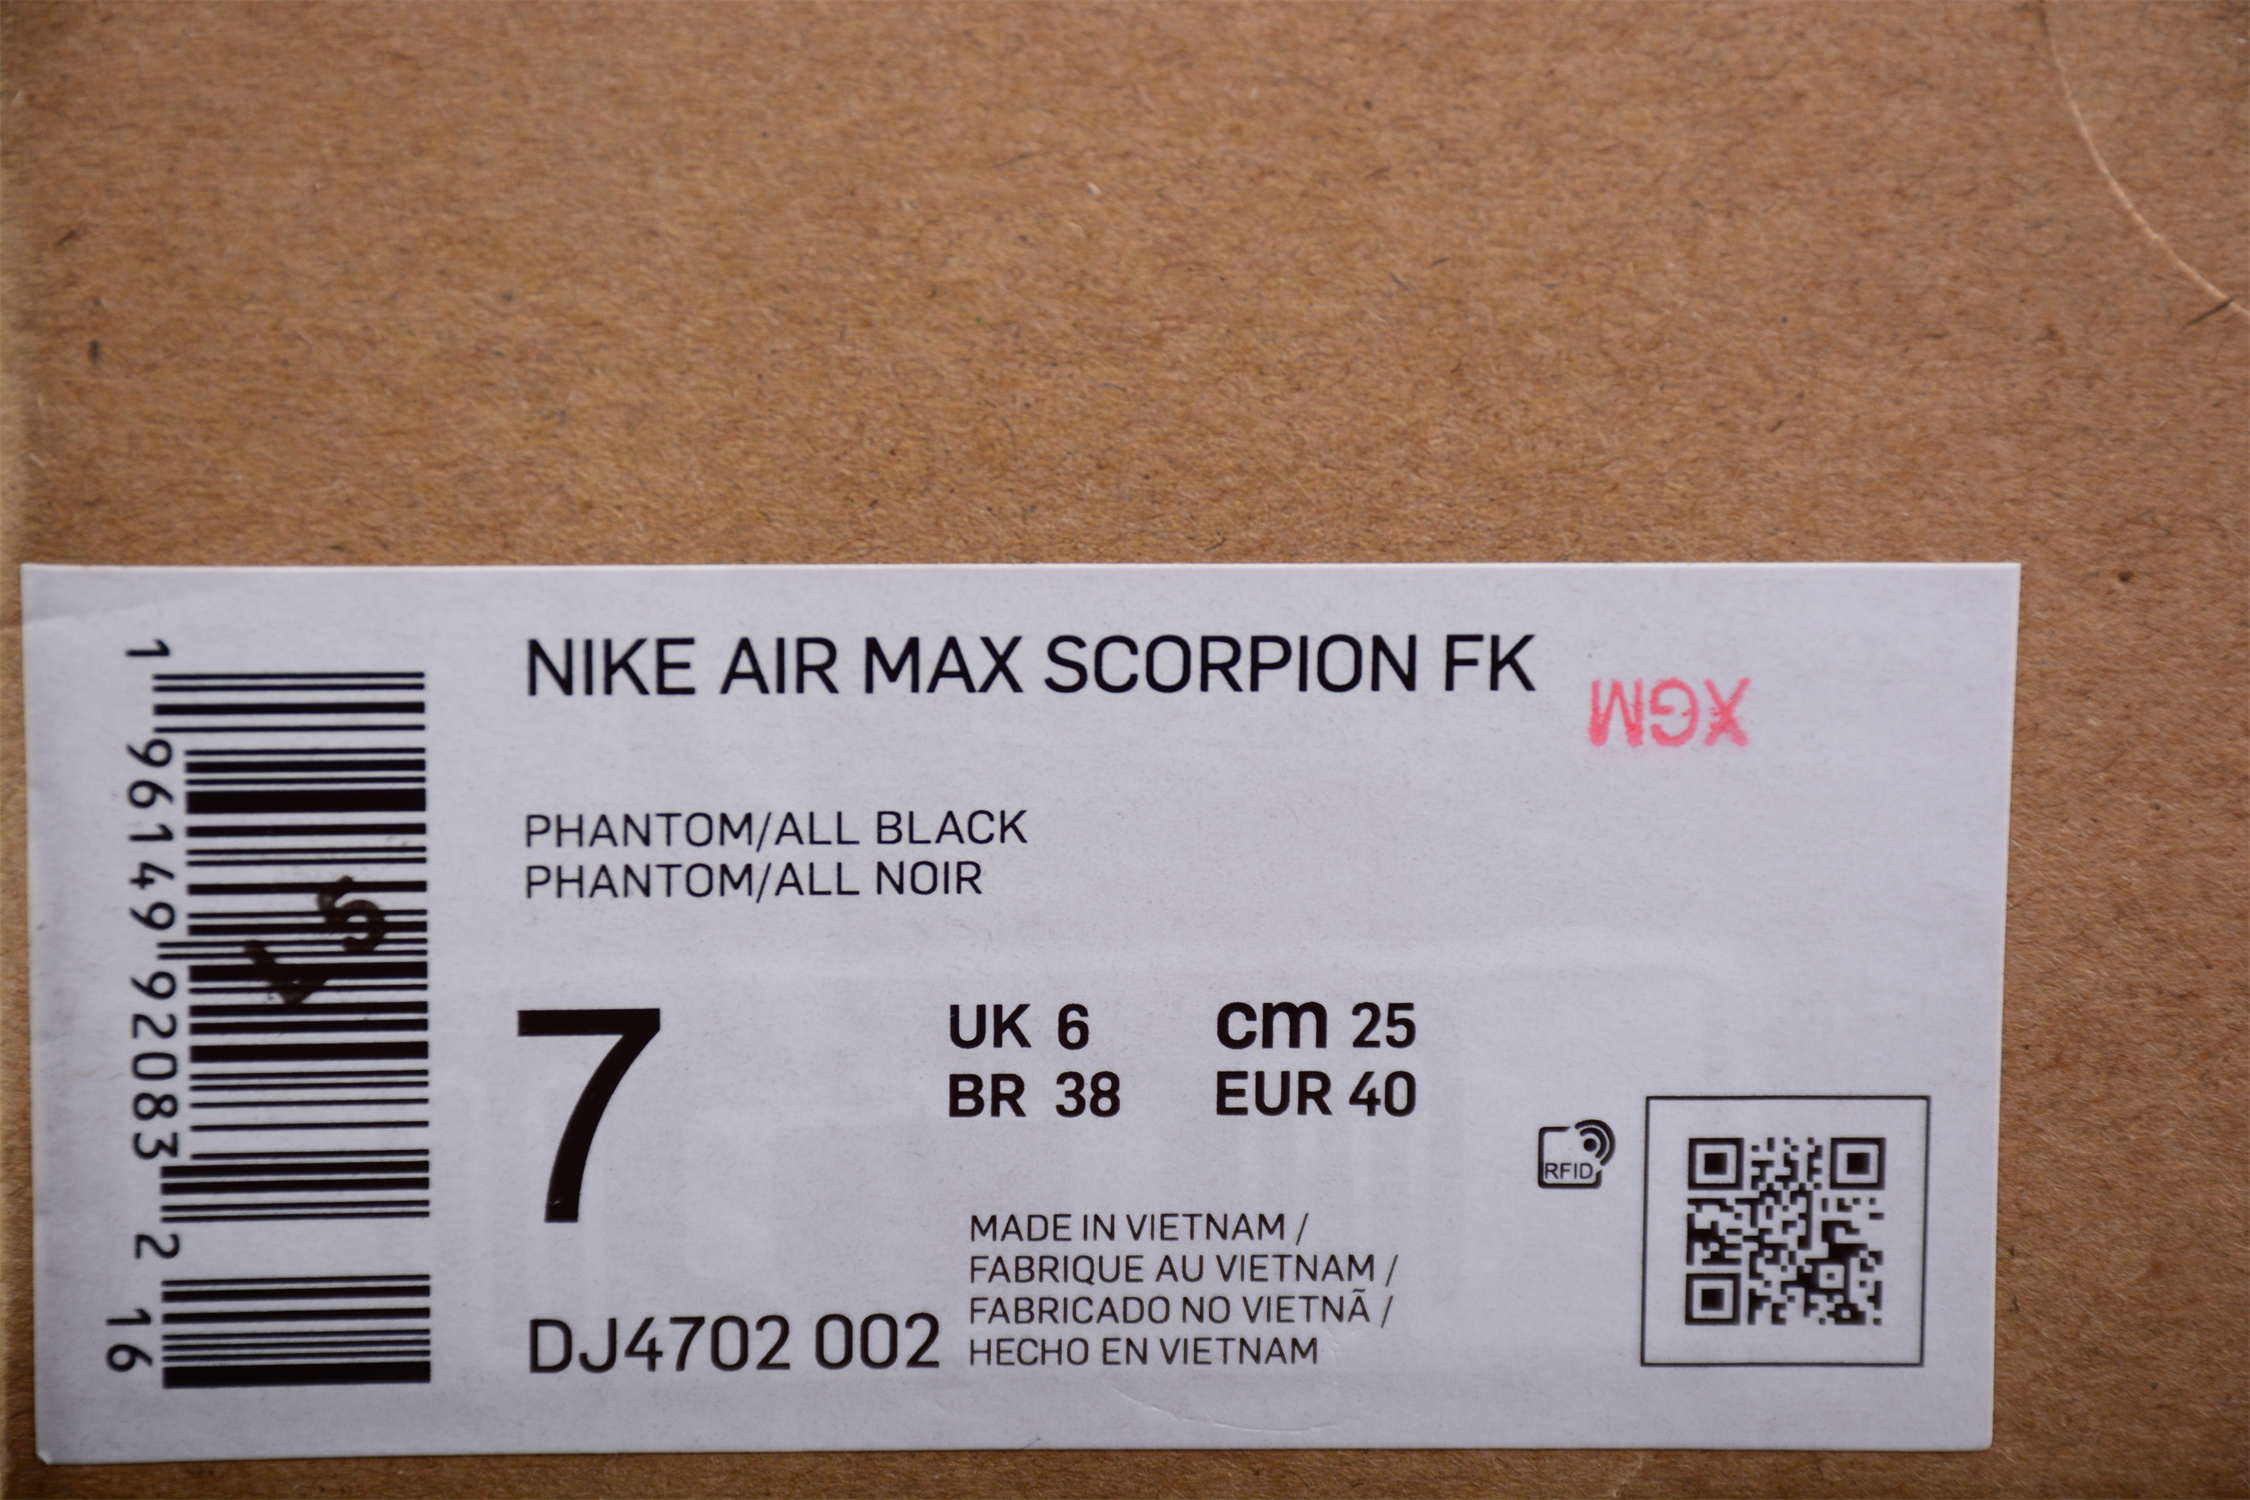 NIKE AIR MAX SCORPION FK
XGM
PHANTOM/ALL BLACK
PHANTOM/ALL NOIR
7
UK 6 cm 25
BR 38 EUR 40
RFID
MADE IN VIETNAM /
FABRIQUE AU VIETNAM /
FABRICADO NO VIETNÃ /
HECHO EN VIETNAM
DJ4702 002
1 96149 92083 2 16